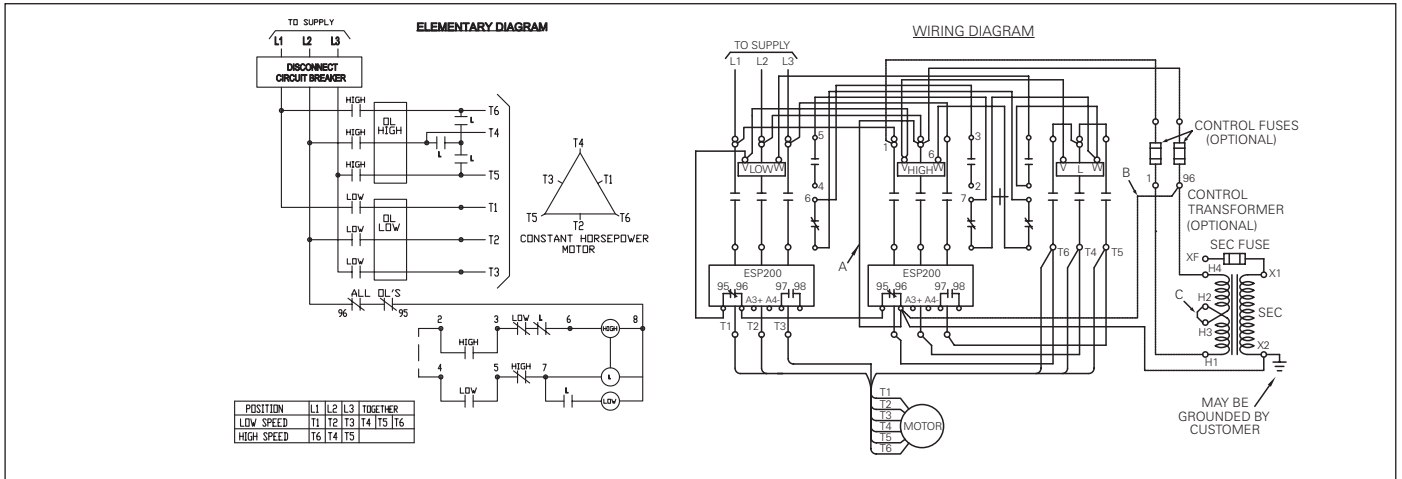 TO SUPPLY
L1 L2 L3
ELEMENTARY DIAGRAM
DISCONNECT
CIRCUIT BREAKER
HIGH
T6
L
OL
HIGH
HIGH
T4
L
L
HIGH
T5
LOW
T1
OL
LOW
LOW
T2
LOW
T3
T4
T3 T1
T5 T2 T6
CONSTANT HORSEPOWER
MOTOR
ALL OL'S
96 95
2 3 LOW L 6 HIGH 8
HIGH
4 5 HIGH 7 L
LOW L LOW
POSITION L1 L2 L3 TOGETHER
LOW SPEED T1 T2 T3 T4 T5 T6
HIGH SPEED T6 T4 T5
WIRING DIAGRAM
TO SUPPLY
L1 L2 L3
5 1 6 3
V LOW W
V HIGH W
V L W
4 2
6 7
CONTROL FUSES
(OPTIONAL)
B
1 96
CONTROL
TRANSFORMER
(OPTIONAL)
SEC FUSE
A
T6 T4 T5
XF
H4 X1
ESP200
95 96 97 98
A3+ A4-
ESP200
95 96 97 98
A3+ A4-
C
H2
H3
SEC
T1 T2 T3
H1 X2
MAY BE
GROUNDED BY
CUSTOMER
T1
T2
T3
T4
T5
T6
MOTOR